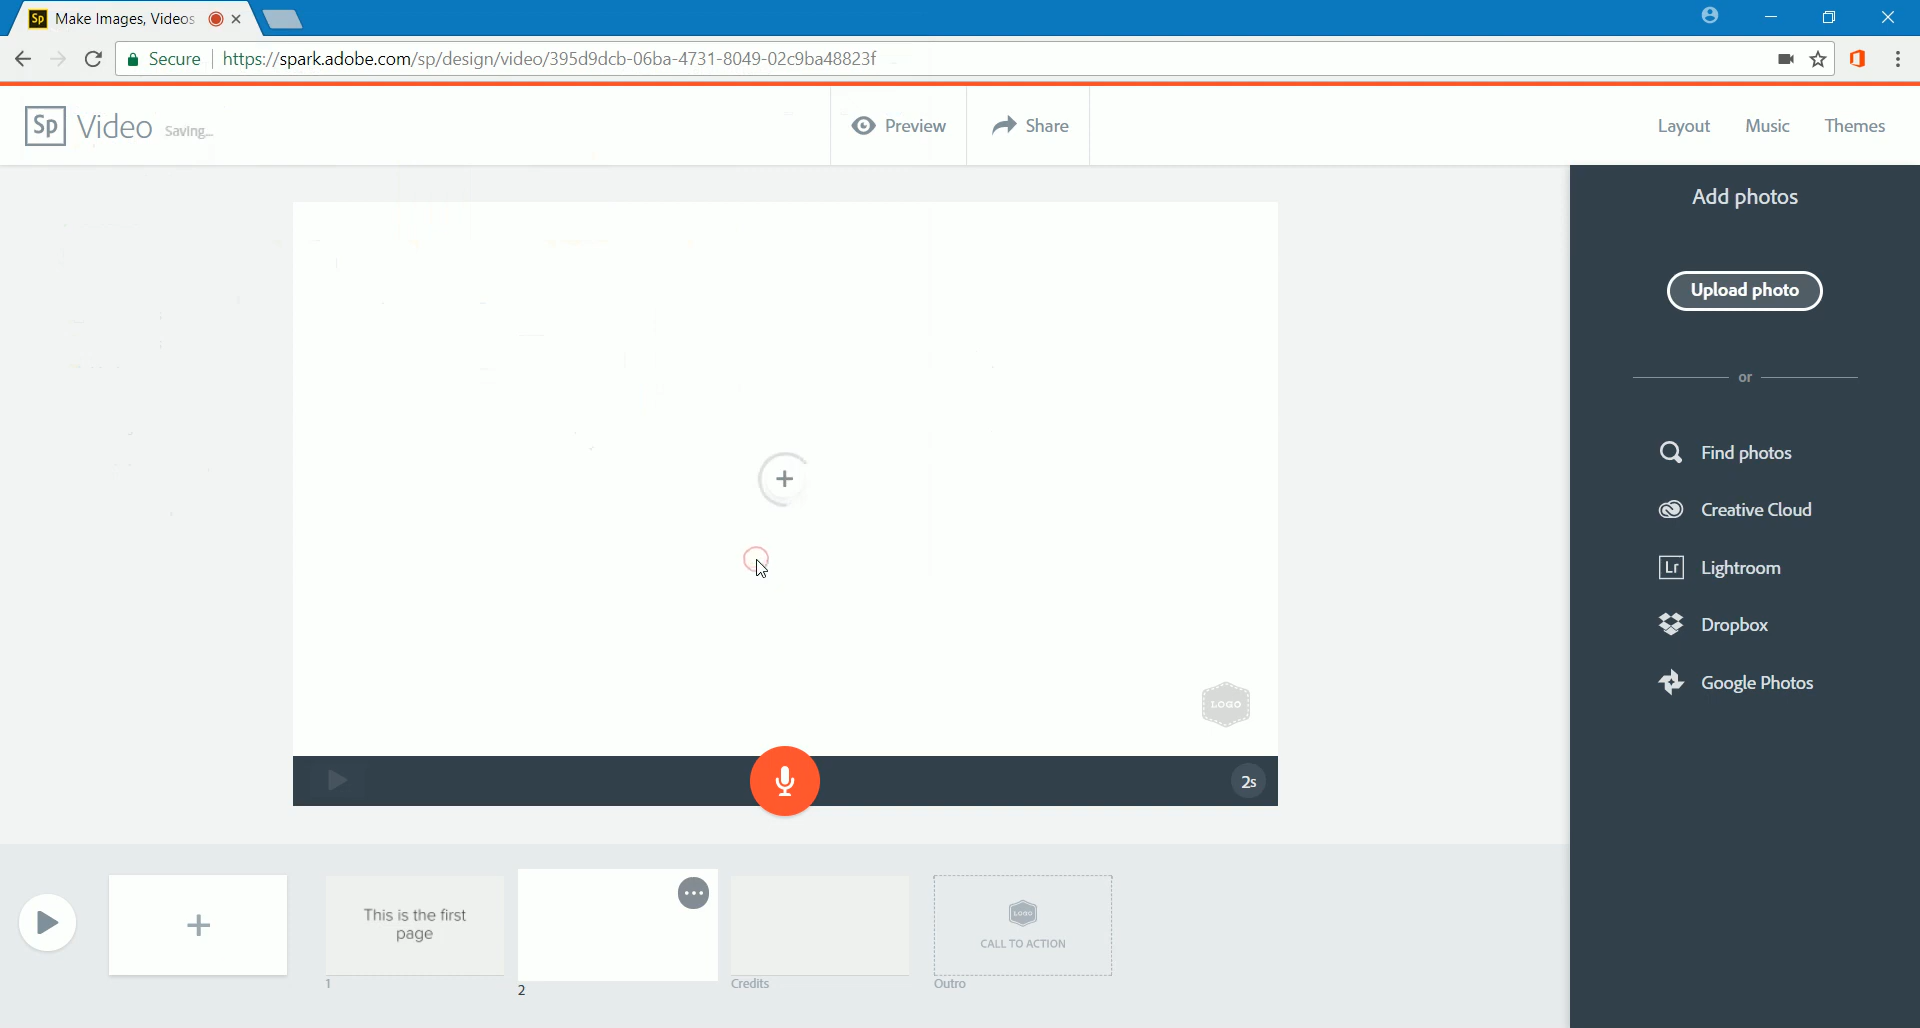 Sp Make Images, Videos
Secure https://spark.adobe.com/sp/design/video/395d9dcb-06ba-4731-8049-02c9ba48823f
Sp Video Saving... Preview Share Layout Music Themes
Add photos
Upload photo
or
Find photos
Creative Cloud
Lr Lightroom
Dropbox
Google Photos
LOGO
2s
This is the first
page
LOGO
CALL TO ACTION
1
2
Credits
Outro